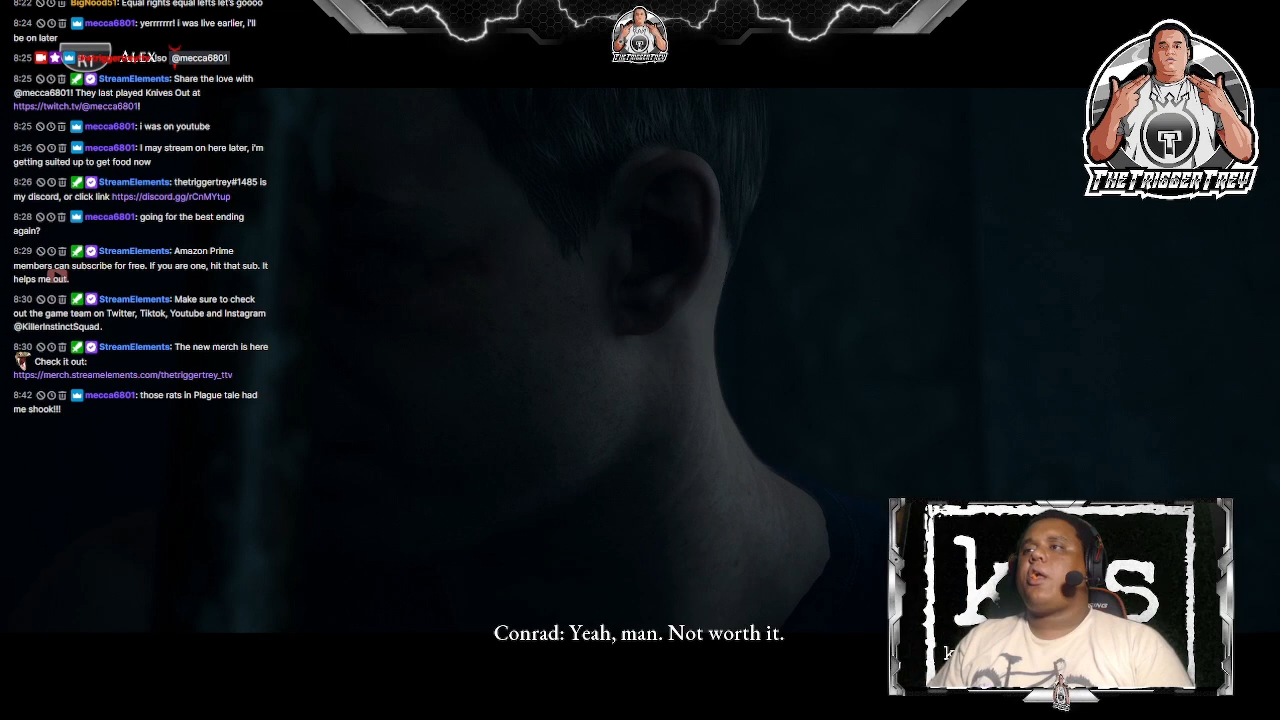 8:22 BigNood51: Equal rights equal lefts let's goooo
8:24 mecca6801: yerrrrrrr! i was live earlier, i'll
be on later
8:25 !so @mecca6801
RT ALEX
8:25 StreamElements: Share the love with
@mecca6801! They last played Knives Out at
https://twitch.tv/@mecca6801!
8:25 mecca6801: i was on youtube
8:26 mecca6801: I may stream on here later, i'm
getting suited up to get food now
8:26 StreamElements: thetriggertrey#1485 is
my discord, or click link https://discord.gg/rCnMYtup
8:28 mecca6801: going for the best ending
again?
8:29 StreamElements: Amazon Prime
members can subscribe for free. If you are one, hit that sub. It
helps me out.
8:30 StreamElements: Make sure to check
out the game team on Twitter, Tiktok, Youtube and Instagram
@KillerInstinctSquad.
8:30 StreamElements: The new merch is here
Check it out:
https://merch.streamelements.com/thetriggertrey_ttv
8:42 mecca6801: those rats in Plague tale had
me shook!!!
THETRIGGERTREY
T
THETRIGGERTREY
k s
k
Conrad: Yeah, man. Not worth it.